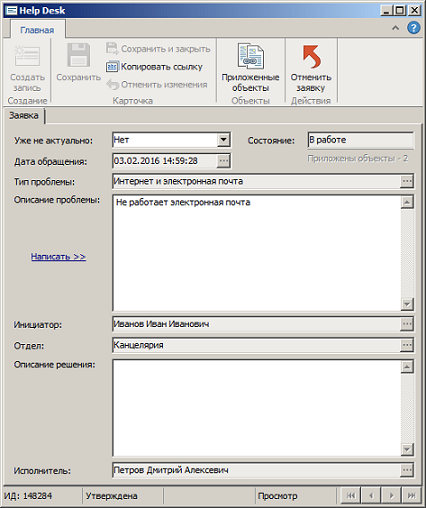 Help Desk
Главная
Создать запись
Сохранить
Сохранить и закрыть
Копировать ссылку
Отменить изменения
Приложенные объекты
Отменить заявку
Создание
Карточка
Объекты
Действия
Заявка
Уже не актуально: Нет Состояние: В работе
Дата обращения: 03.02.2016 14:59:28 ... Приложены объекты - 2
Тип проблемы: Интернет и электронная почта ...
Описание проблемы: Не работает электронная почта
Написать >>
Инициатор: Иванов Иван Иванович ...
Отдел: Канцелярия ...
Описание решения:
Исполнитель: Петров Дмитрий Алексевич ...
ИД: 148284 Утверждена Просмотр